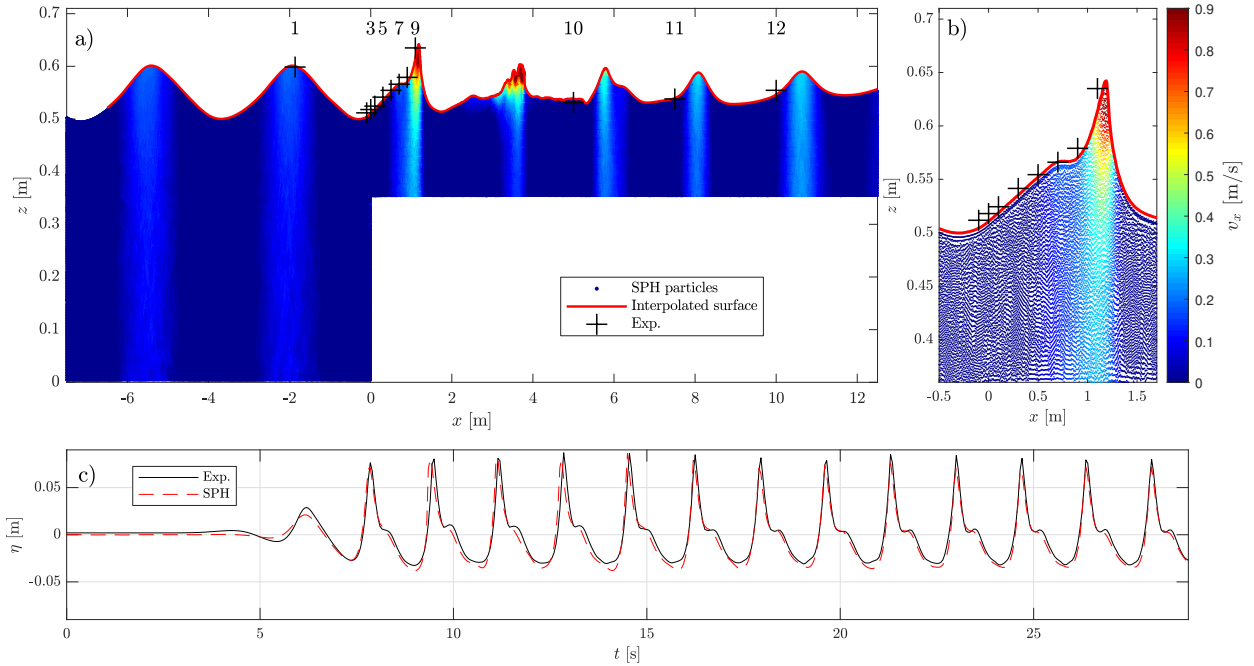 a)
1 3 5 7 9 10 11 12
0.7
0.6
0.5
0.4
0.3
0.2
0.1
0
z [m]
-6 -4 -2 0 2 4 6 8 10 12
x [m]
SPH particles
Interpolated surface
Exp.
b)
0.7
0.65
0.6
0.55
0.5
0.45
0.4
z [m]
-0.5 0 0.5 1 1.5
x [m]
0.9
0.8
0.7
0.6
0.5
0.4
0.3
0.2
0.1
0
vₓ [m/s]
c)
Exp.
SPH
0.05
0
-0.05
η [m]
0 5 10 15 20 25
t [s]